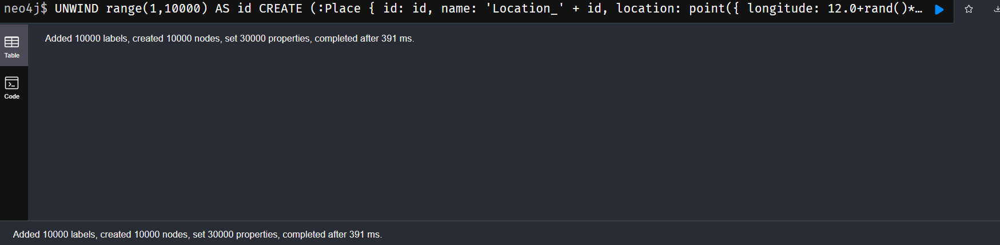 neo4j$ UNWIND range(1,10000) AS id CREATE (:Place { id: id, name: 'Location_' + id, location: point({ longitude: 12.0+rand()*…
Table
Added 10000 labels, created 10000 nodes, set 30000 properties, completed after 391 ms.
Code
Added 10000 labels, created 10000 nodes, set 30000 properties, completed after 391 ms.